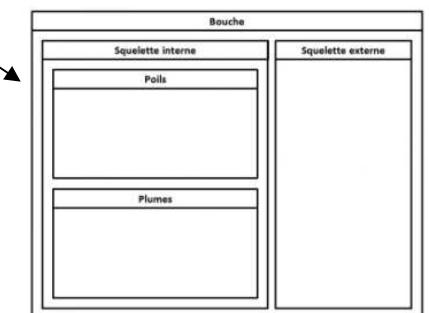 Bouche
Squelette interne
Squelette externe
Poils
Plumes